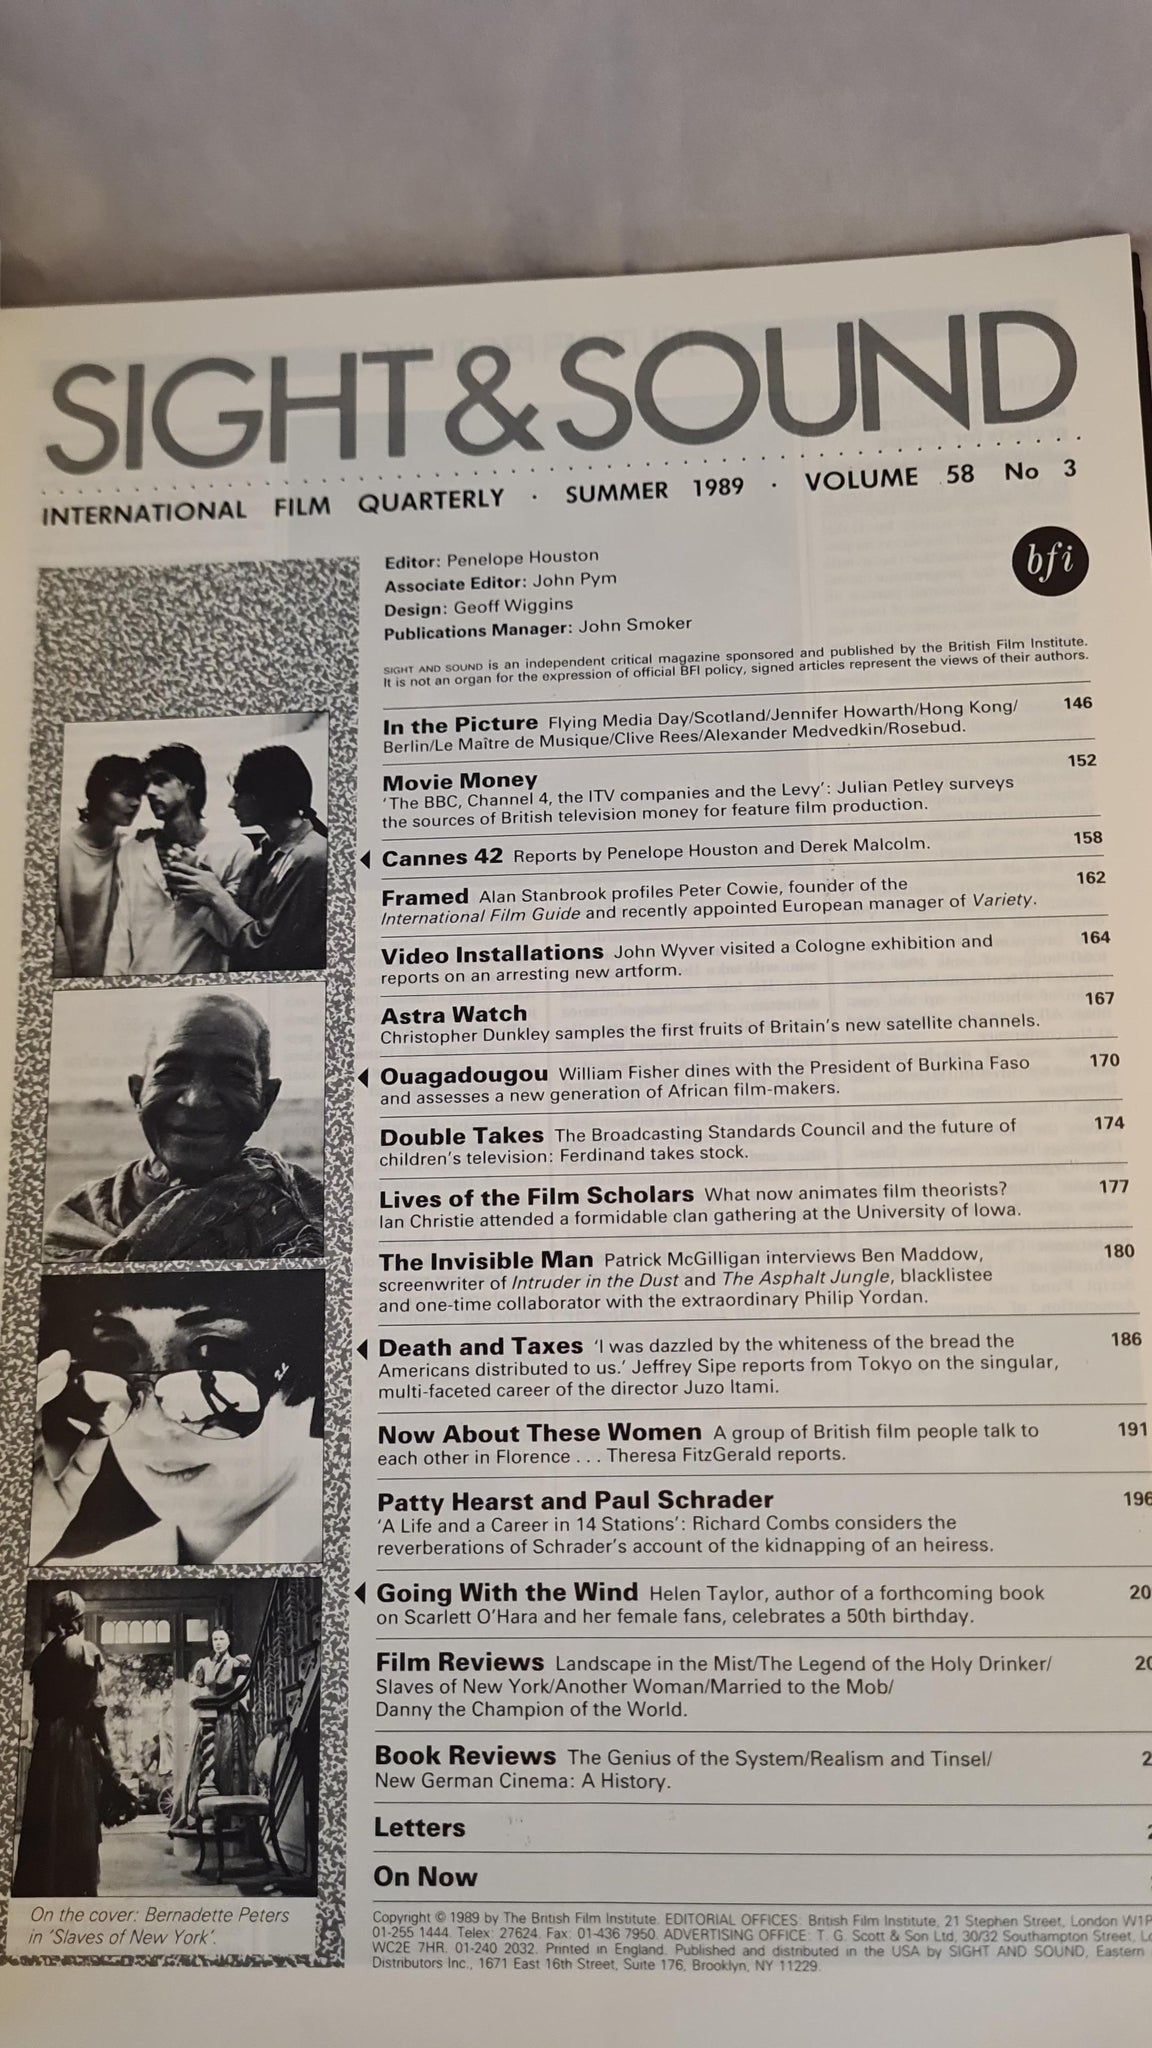 SIGHT & SOUND
INTERNATIONAL FILM QUARTERLY · SUMMER 1989 · VOLUME 58 No 3
bfi
Editor: Penelope Houston
Associate Editor: John Pym
Design: Geoff Wiggins
Publications Manager: John Smoker
SIGHT AND SOUND is an independent critical magazine sponsored and published by the British Film Institute.
It is not an organ for the expression of official BFI policy, signed articles represent the views of their authors.
In the Picture Flying Media Day/Scotland/Jennifer Howarth/Hong Kong/ 146
Berlin/Le Maître de Musique/Clive Rees/Alexander Medvedkin/Rosebud.
Movie Money 152
'The BBC, Channel 4, the ITV companies and the Levy': Julian Petley surveys
the sources of British television money for feature film production.
Cannes 42 Reports by Penelope Houston and Derek Malcolm. 158
Framed Alan Stanbrook profiles Peter Cowie, founder of the 162
International Film Guide and recently appointed European manager of Variety.
Video Installations John Wyver visited a Cologne exhibition and 164
reports on an arresting new artform.
Astra Watch 167
Christopher Dunkley samples the first fruits of Britain's new satellite channels.
Ouagadougou William Fisher dines with the President of Burkina Faso 170
and assesses a new generation of African film-makers.
Double Takes The Broadcasting Standards Council and the future of 174
children's television: Ferdinand takes stock.
Lives of the Film Scholars What now animates film theorists? 177
Ian Christie attended a formidable clan gathering at the University of Iowa.
The Invisible Man Patrick McGilligan interviews Ben Maddow, 180
screenwriter of Intruder in the Dust and The Asphalt Jungle, blacklistee
and one-time collaborator with the extraordinary Philip Yordan.
Death and Taxes 'I was dazzled by the whiteness of the bread the 186
Americans distributed to us.' Jeffrey Sipe reports from Tokyo on the singular,
multi-faceted career of the director Juzo Itami.
Now About These Women A group of British film people talk to 191
each other in Florence . . . Theresa FitzGerald reports.
Patty Hearst and Paul Schrader 196
'A Life and a Career in 14 Stations': Richard Combs considers the
reverberations of Schrader's account of the kidnapping of an heiress.
Going With the Wind Helen Taylor, author of a forthcoming book 20
on Scarlett O'Hara and her female fans, celebrates a 50th birthday.
Film Reviews Landscape in the Mist/The Legend of the Holy Drinker/ 20
Slaves of New York/Another Woman/Married to the Mob/
Danny the Champion of the World.
Book Reviews The Genius of the System/Realism and Tinsel/ 2
New German Cinema: A History.
Letters
On Now
On the cover: Bernadette Peters
in 'Slaves of New York'.
Copyright © 1989 by The British Film Institute. EDITORIAL OFFICES: British Film Institute, 21 Stephen Street, London W1P
01-255 1444. Telex: 27624. Fax: 01-436 7950. ADVERTISING OFFICE: T. G. Scott & Son Ltd, 30/32 Southampton Street,
WC2E 7HR. 01-240 2032. Printed in England. Published and distributed in the USA by SIGHT AND SOUND, Eastern
Distributors Inc., 1671 East 16th Street, Suite 176, Brooklyn, NY 11229.